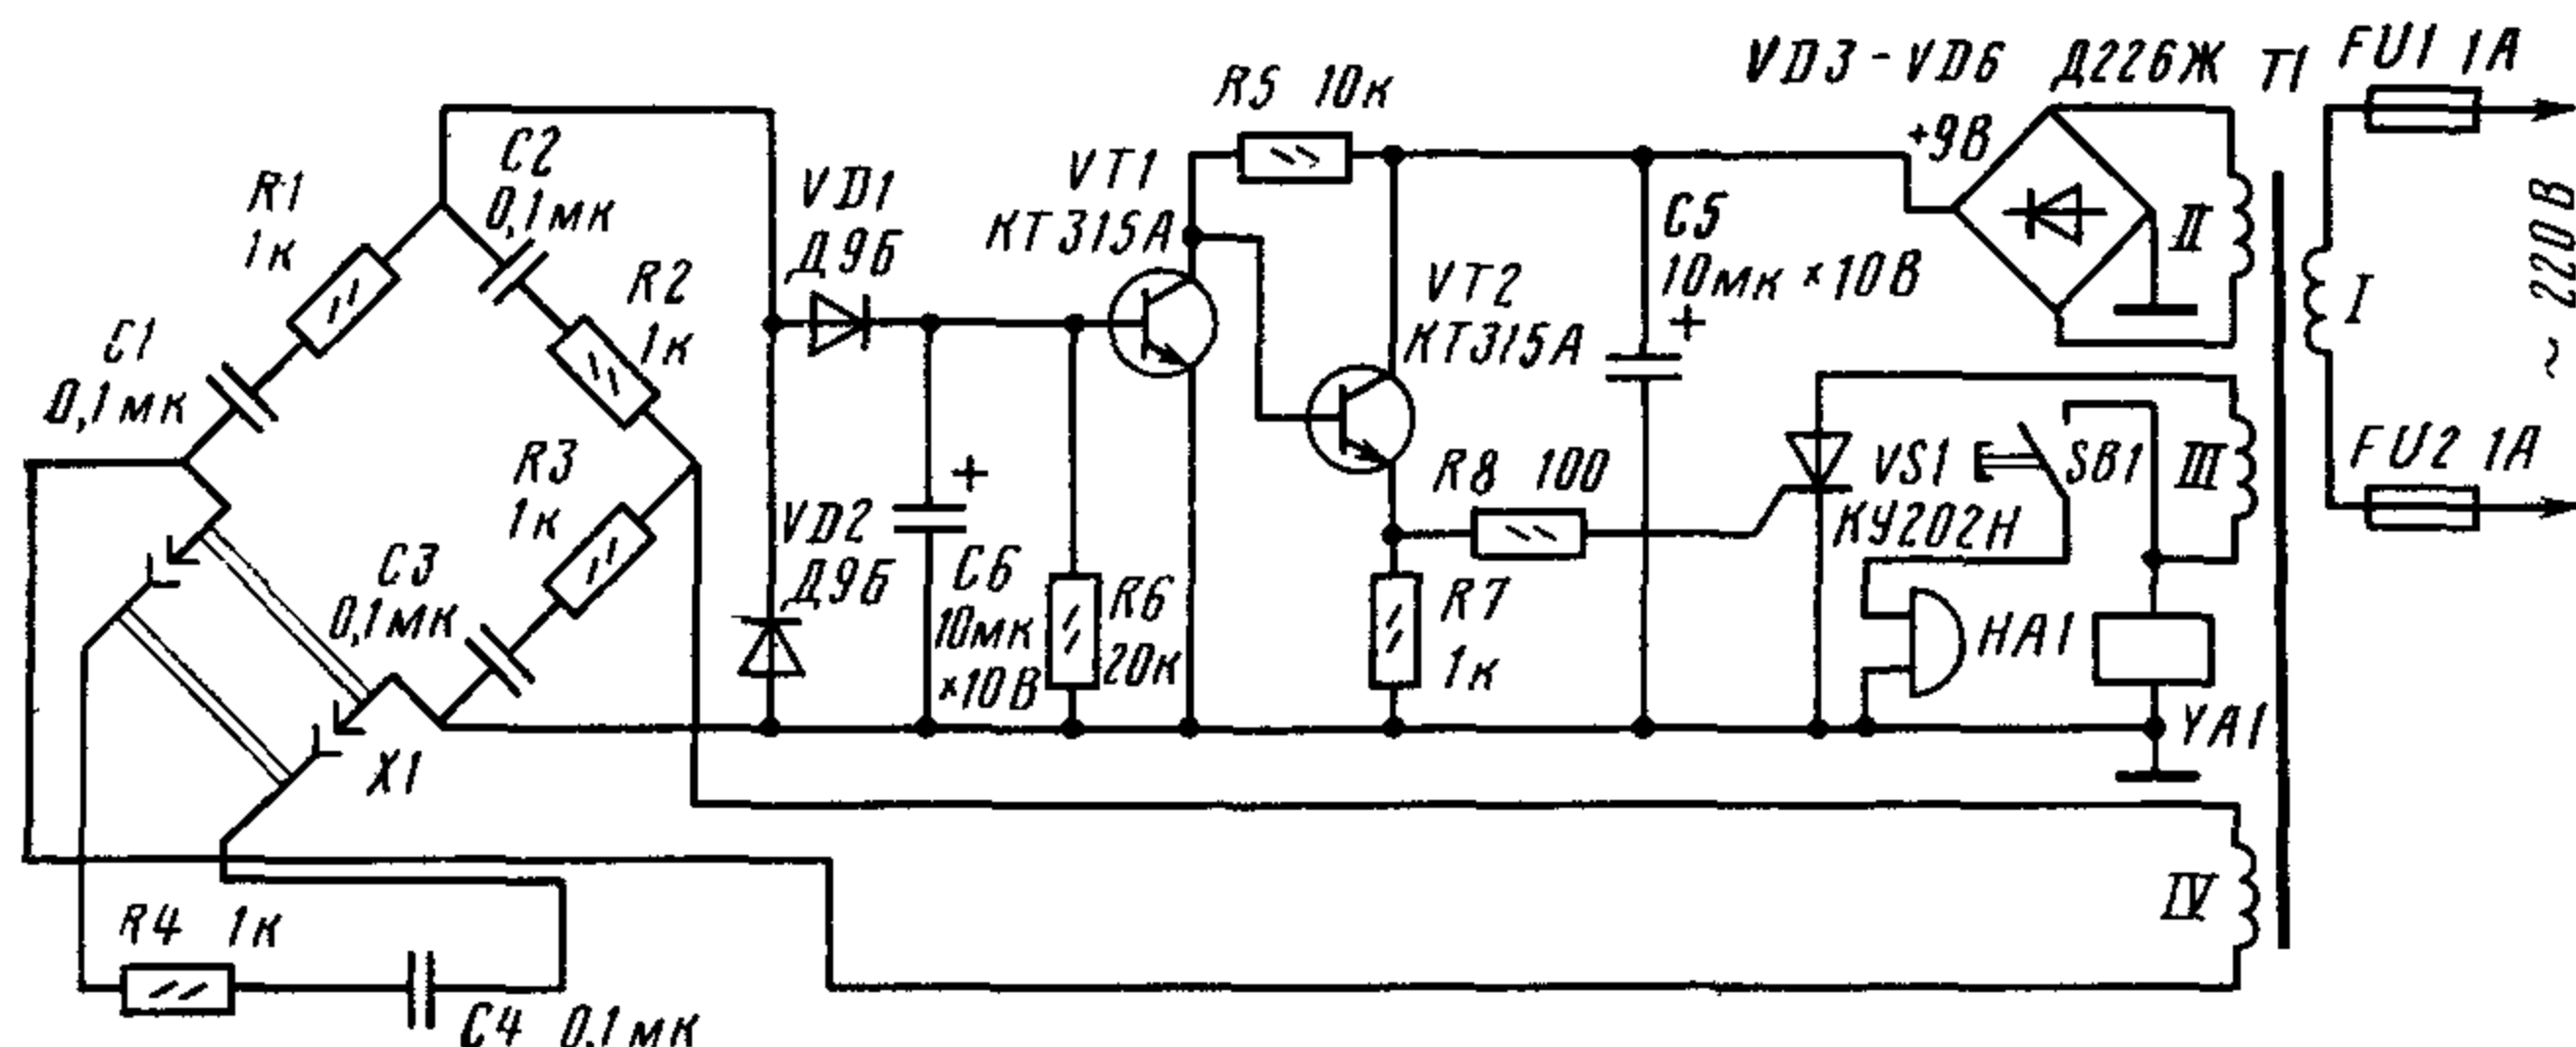 VD3 - VD6 Д226Ж T1 FU1 1А
R5 10к
+9В
C2
0,1мк
VT1
КТ315А
R1
1к
VD1
Д9Б
C5
10мк ×10В
+
II
I
~ 220В
R2
1к
VT2
КТ315А
C1
0,1мк
R3
1к
+
R8 100
VS1
КУ202Н
SB1
III
FU2 1А
VD2
Д9Б
C3
0,1мк
C6
10мк
×10В
R6
20к
R7
1к
HA1
YA1
X1
R4 1к
IV
C4 0,1мк